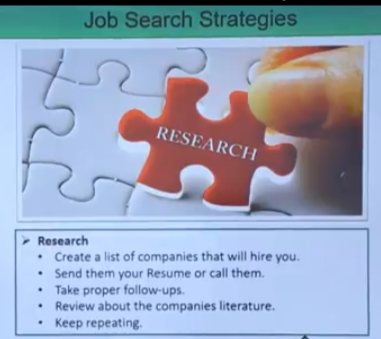 Job Search Strategies
RESEARCH
➤ Research
• Create a list of companies that will hire you.
• Send them your Resume or call them.
• Take proper follow-ups.
• Review about the companies literature.
• Keep repeating.